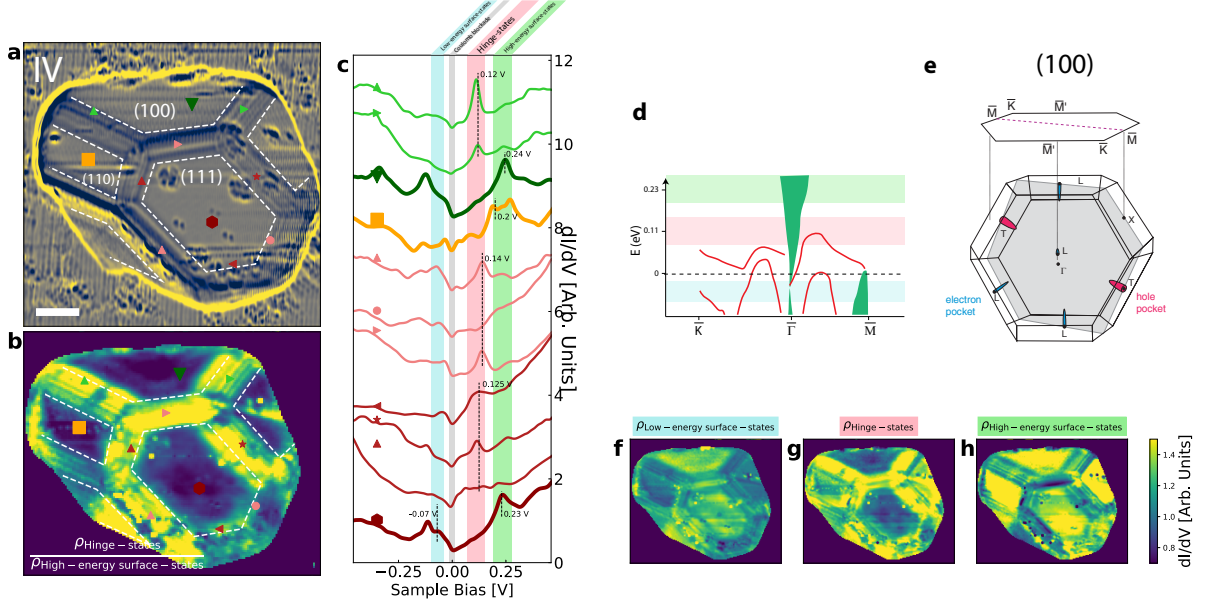 a
IV
(100)
(110)
(111)
b
ρHinge−states
ρHigh−energy surface−states
Low-energy surface-states
Coulomb blockade
Hinge-states
High-energy surface-states
c
0.12 V
0.24 V
0.2 V
0.14 V
0.125 V
−0.07 V
0.23 V
12
10
8
6
4
2
0
dI/dV [Arb. Units]
−0.25
0.00
0.25
Sample Bias [V]
d
E (eV)
0.23
0.11
0
K̅
Γ̅
M̅
e
(100)
M̅
K̅
M̅'
M̅'
K̅
M̅
L
T
X
L
Γ
L
T
L
electron
pocket
hole
pocket
ρLow−energy surface−states
ρHinge−states
ρHigh−energy surface−states
f
g
h
1.4
1.2
1.0
0.8
dI/dV [Arb. Units]